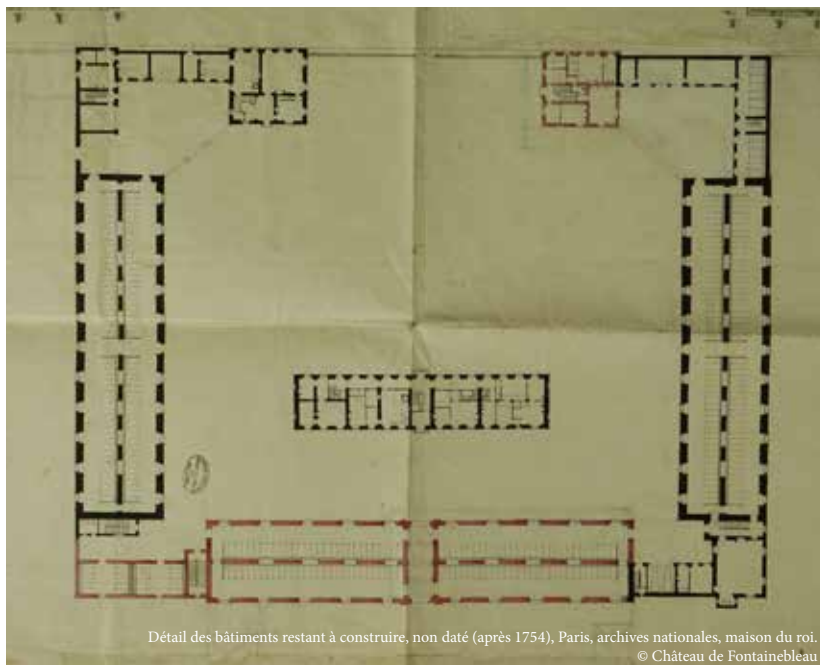 Détail des bâtiments restant à construire, non daté (après 1754), Paris, archives nationales, maison du roi.
© Château de Fontainebleau